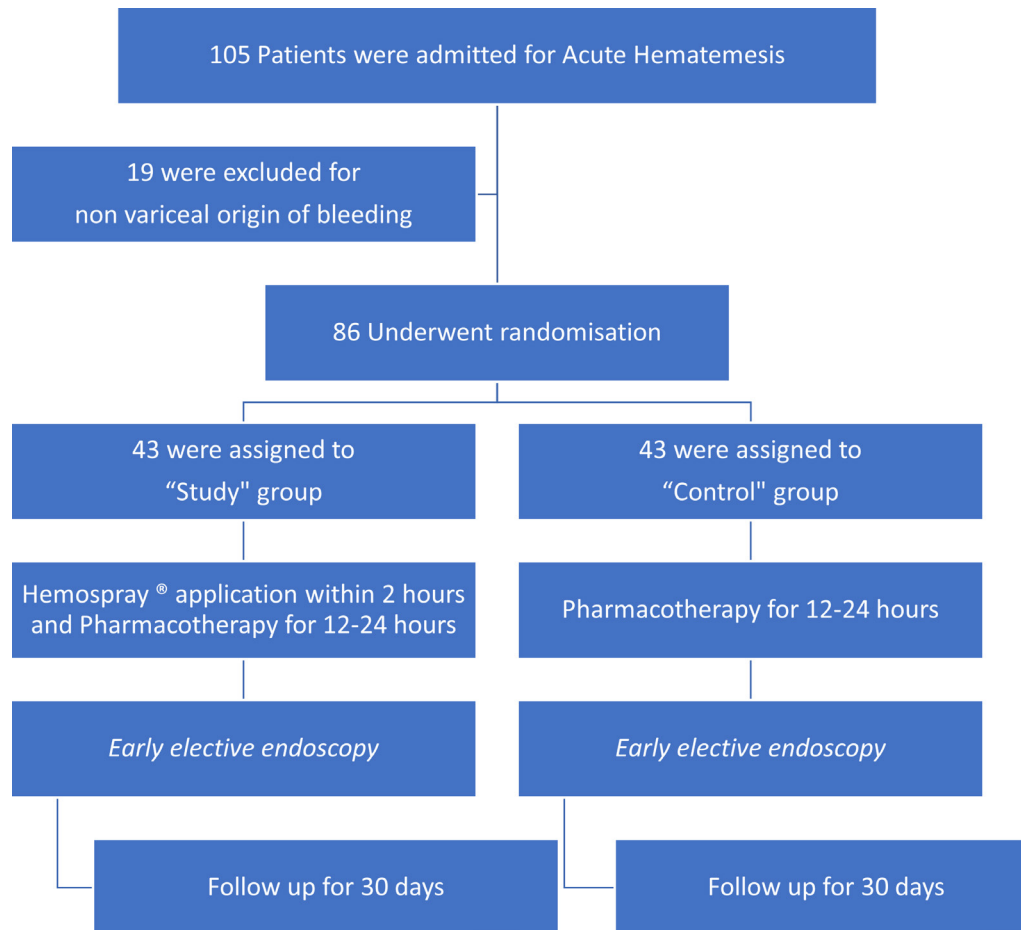 105 Patients were admitted for Acute Hematemesis
19 were excluded for
non variceal origin of bleeding
86 Underwent randomisation
43 were assigned to
“Study" group
43 were assigned to
“Control" group
Hemospray ® application within 2 hours
and Pharmacotherapy for 12-24 hours
Pharmacotherapy for 12-24 hours
Early elective endoscopy
Early elective endoscopy
Follow up for 30 days
Follow up for 30 days